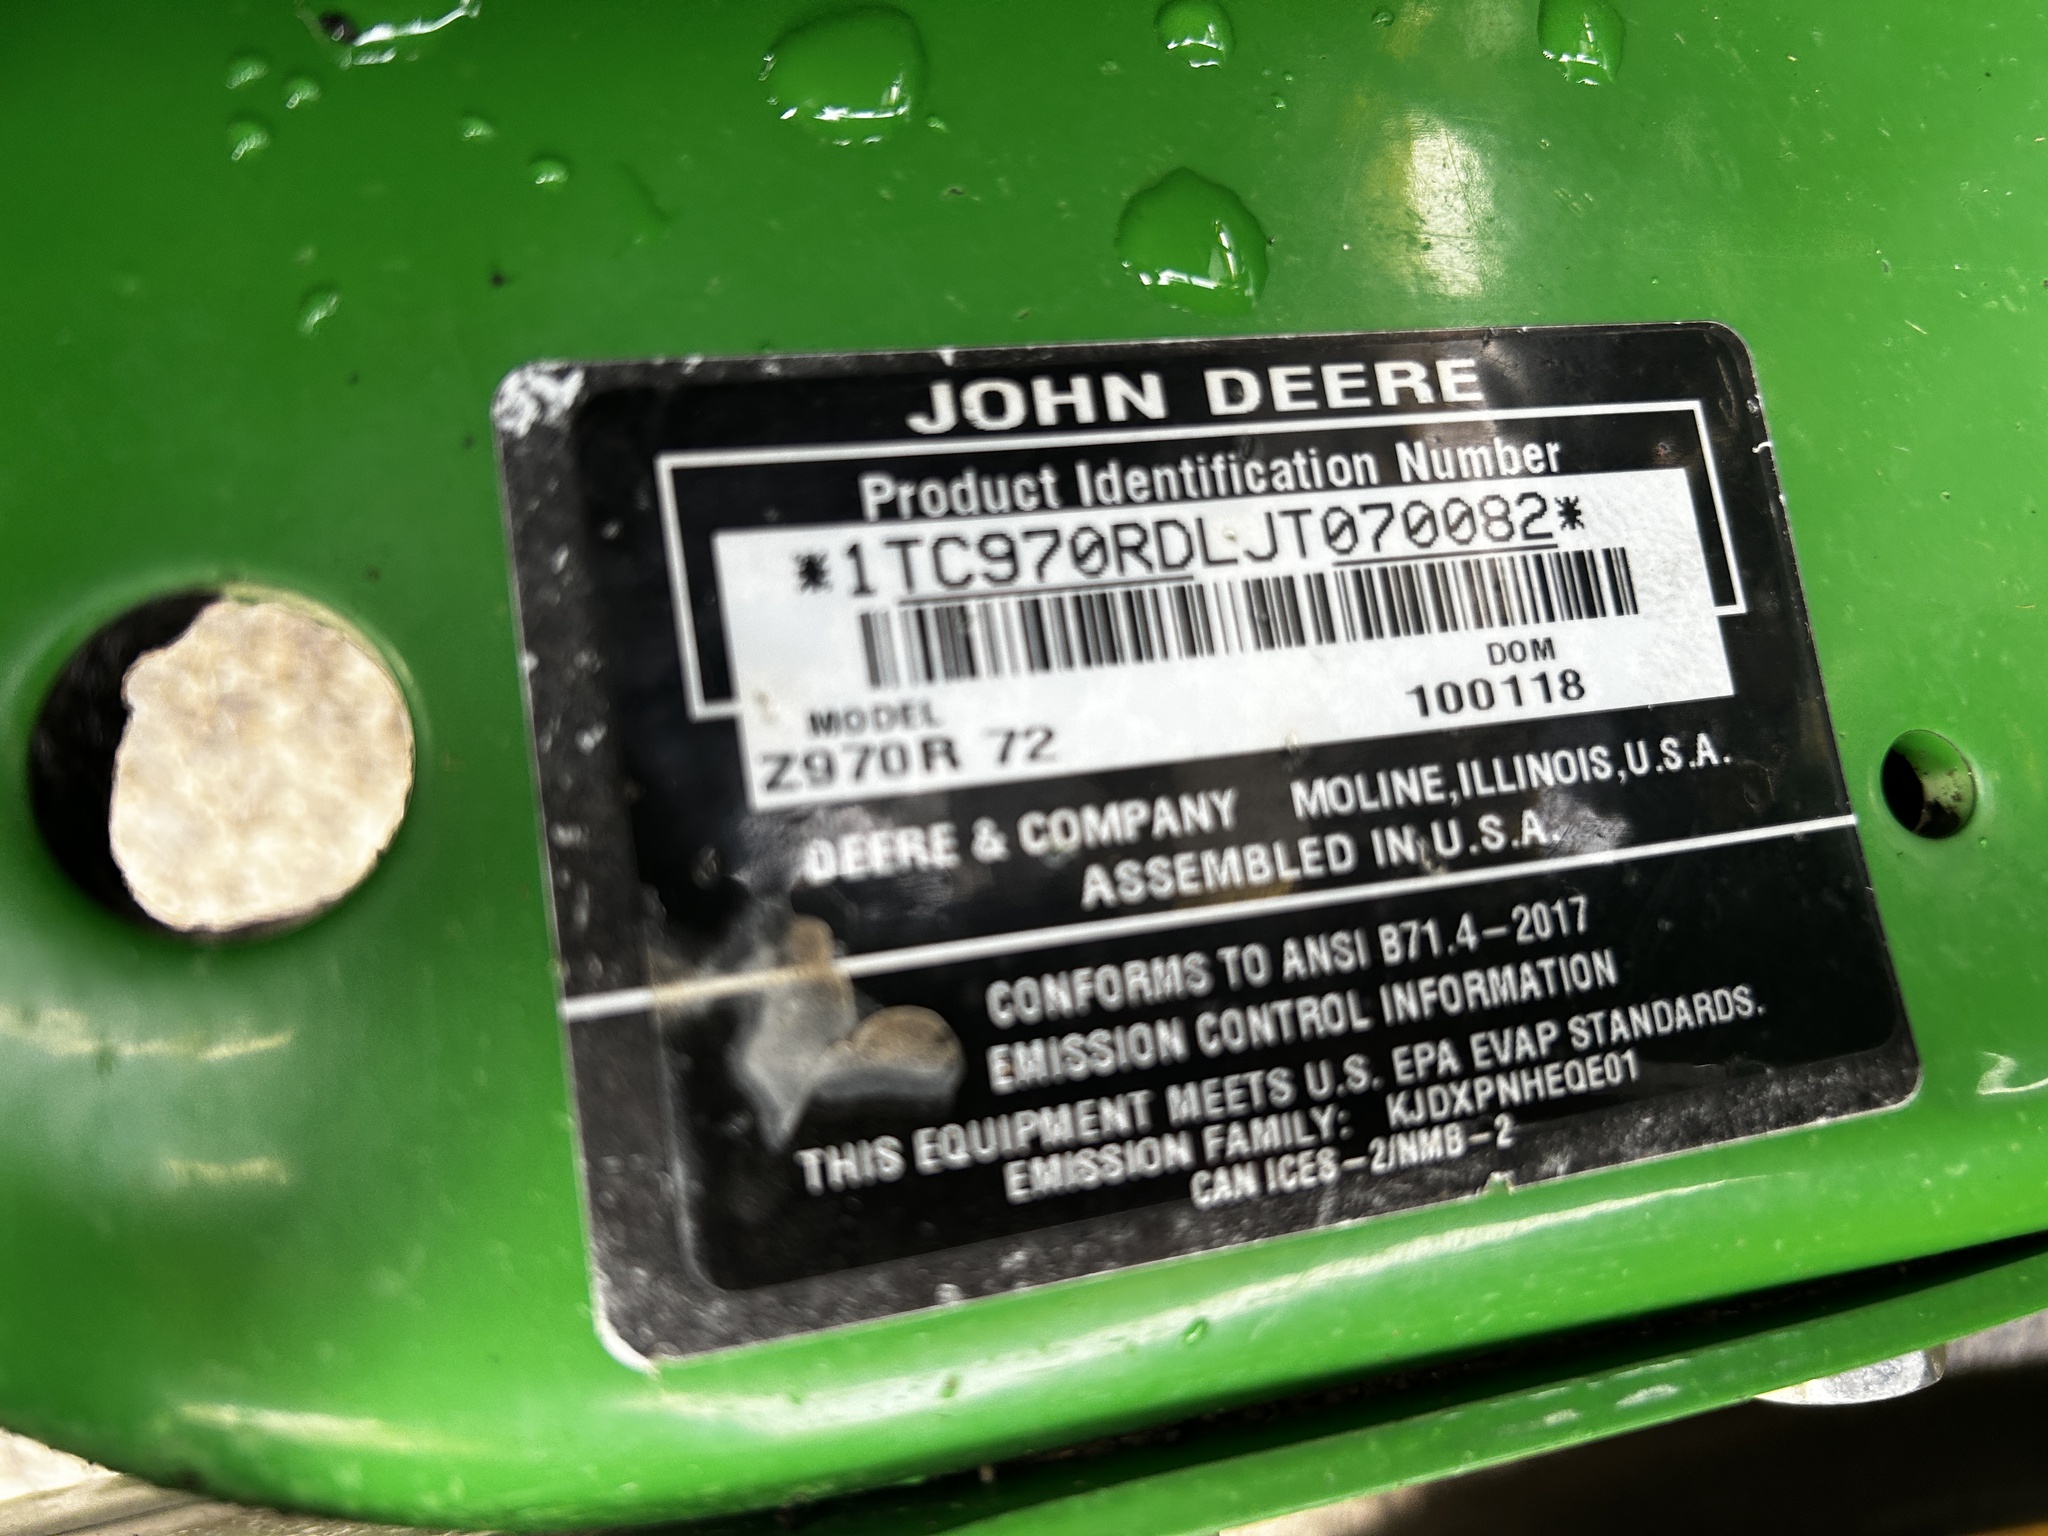 JOHN DEERE
Product Identification Number
*1TC970RDLJT070082*
DOM
100118
MODEL
Z970R 72
DEERE & COMPANY MOLINE, ILLINOIS, U.S.A.
ASSEMBLED IN U.S.A.
CONFORMS TO ANSI B71.4-2017
EMISSION CONTROL INFORMATION
THIS EQUIPMENT MEETS U.S. EPA EVAP STANDARDS.
EMISSION FAMILY: KJDXPNHEQE01
CAN ICES-2/NMB-2